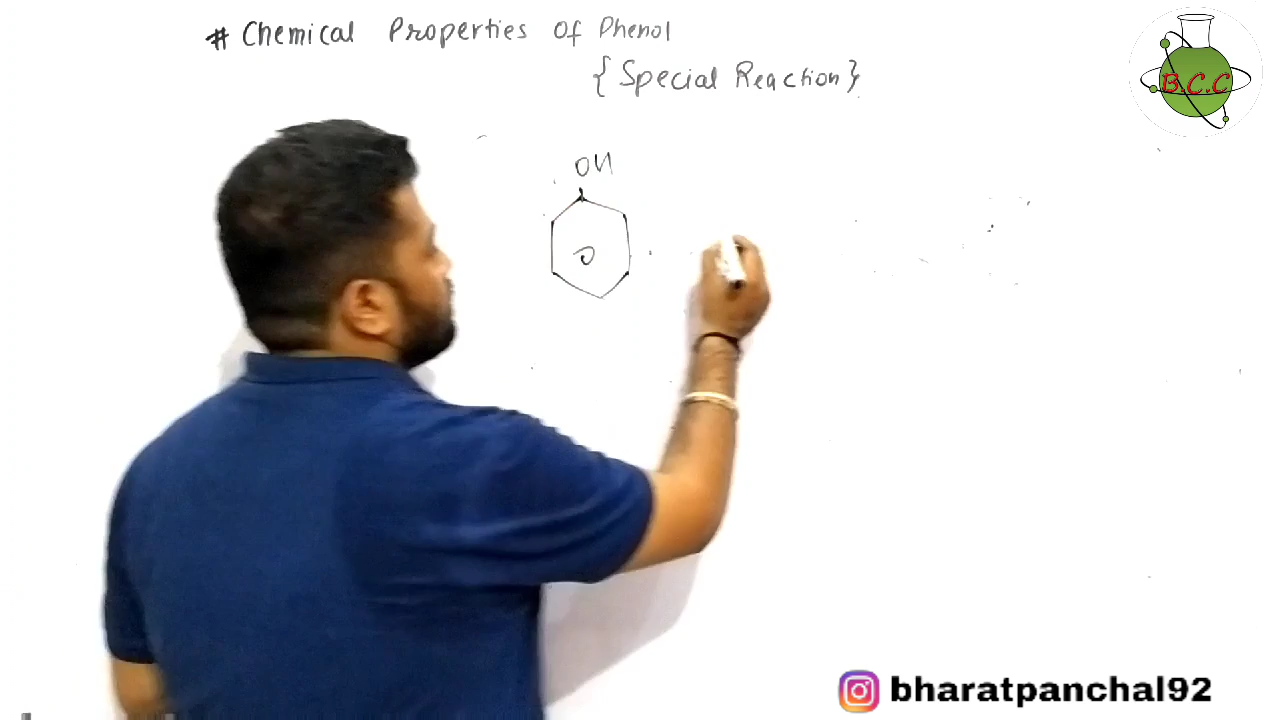 # Chemical Properties Of Phenol
{Special Reaction}
B.C.C
OH
bharatpanchal92